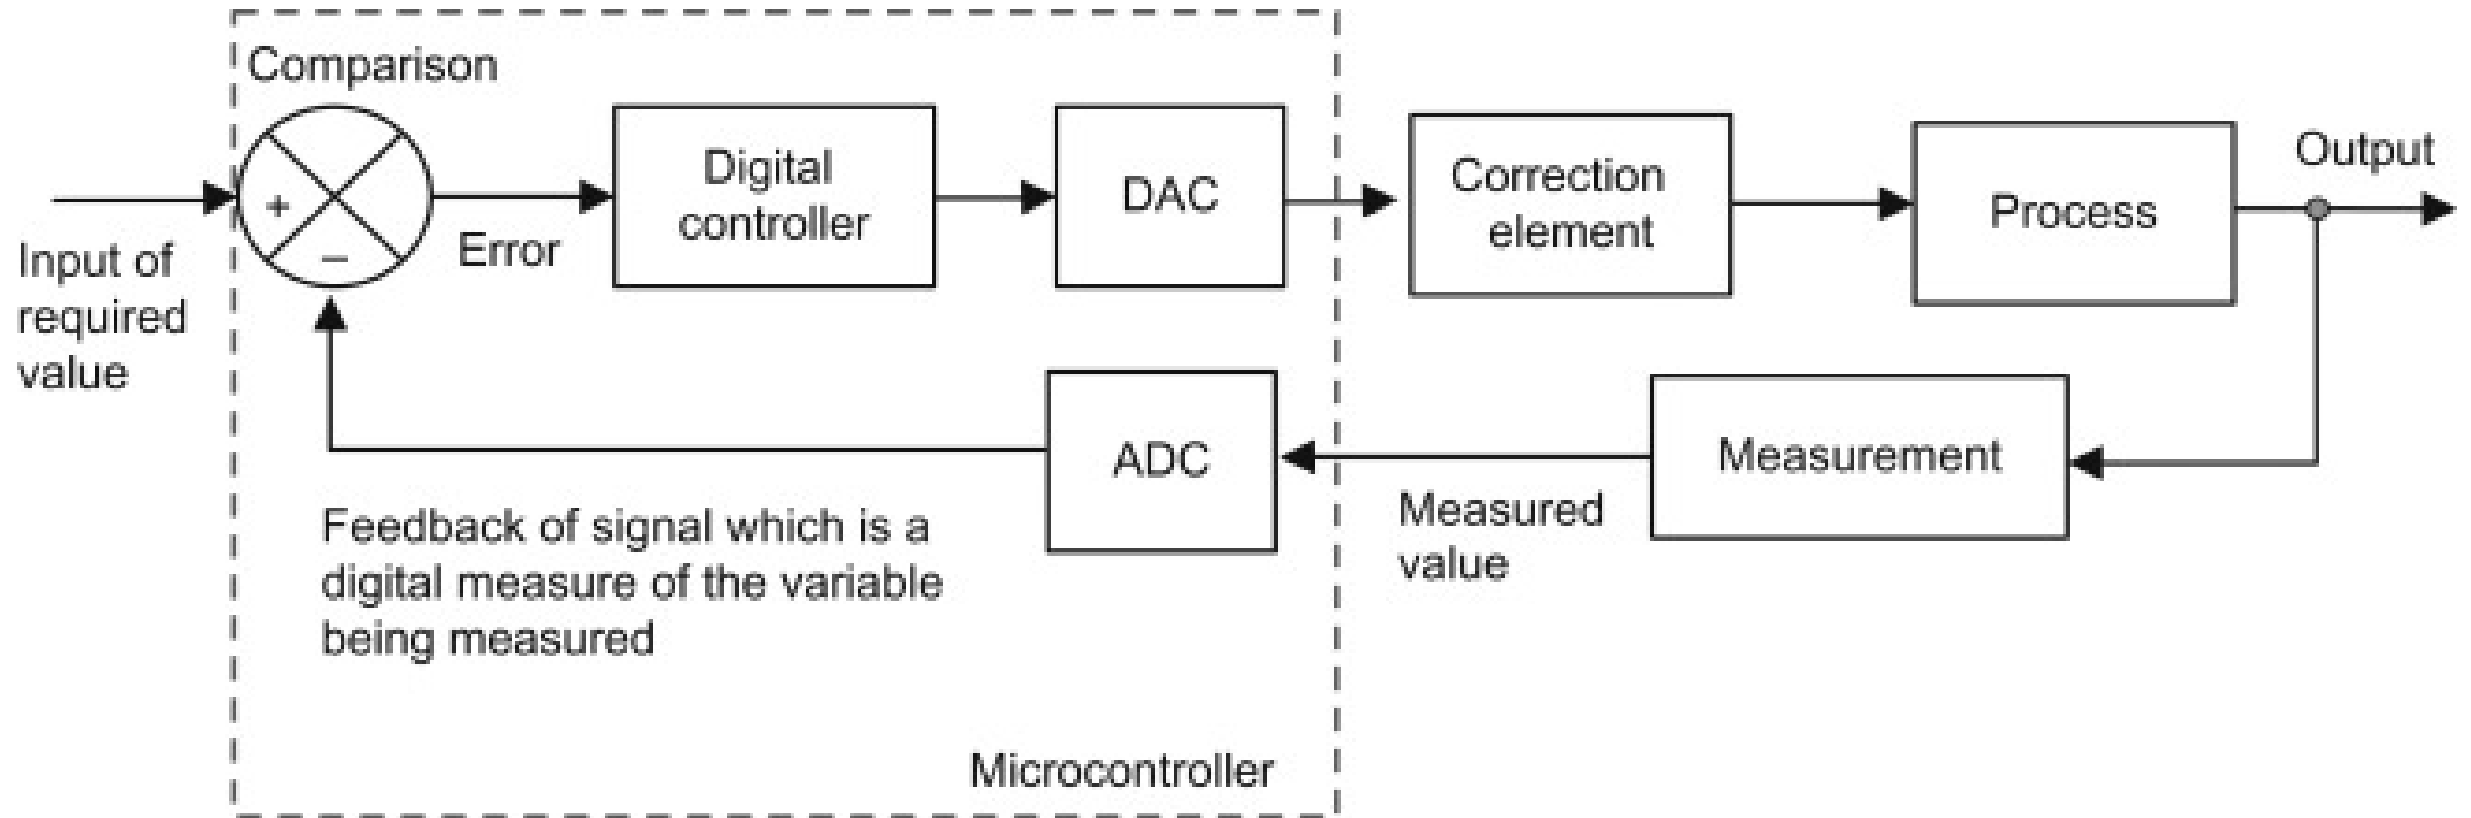 Comparison
+
−
Input of
required
value
Error
Digital
controller
DAC
Correction
element
Process
Output
ADC
Measurement
Measured
value
Feedback of signal which is a
digital measure of the variable
being measured
Microcontroller